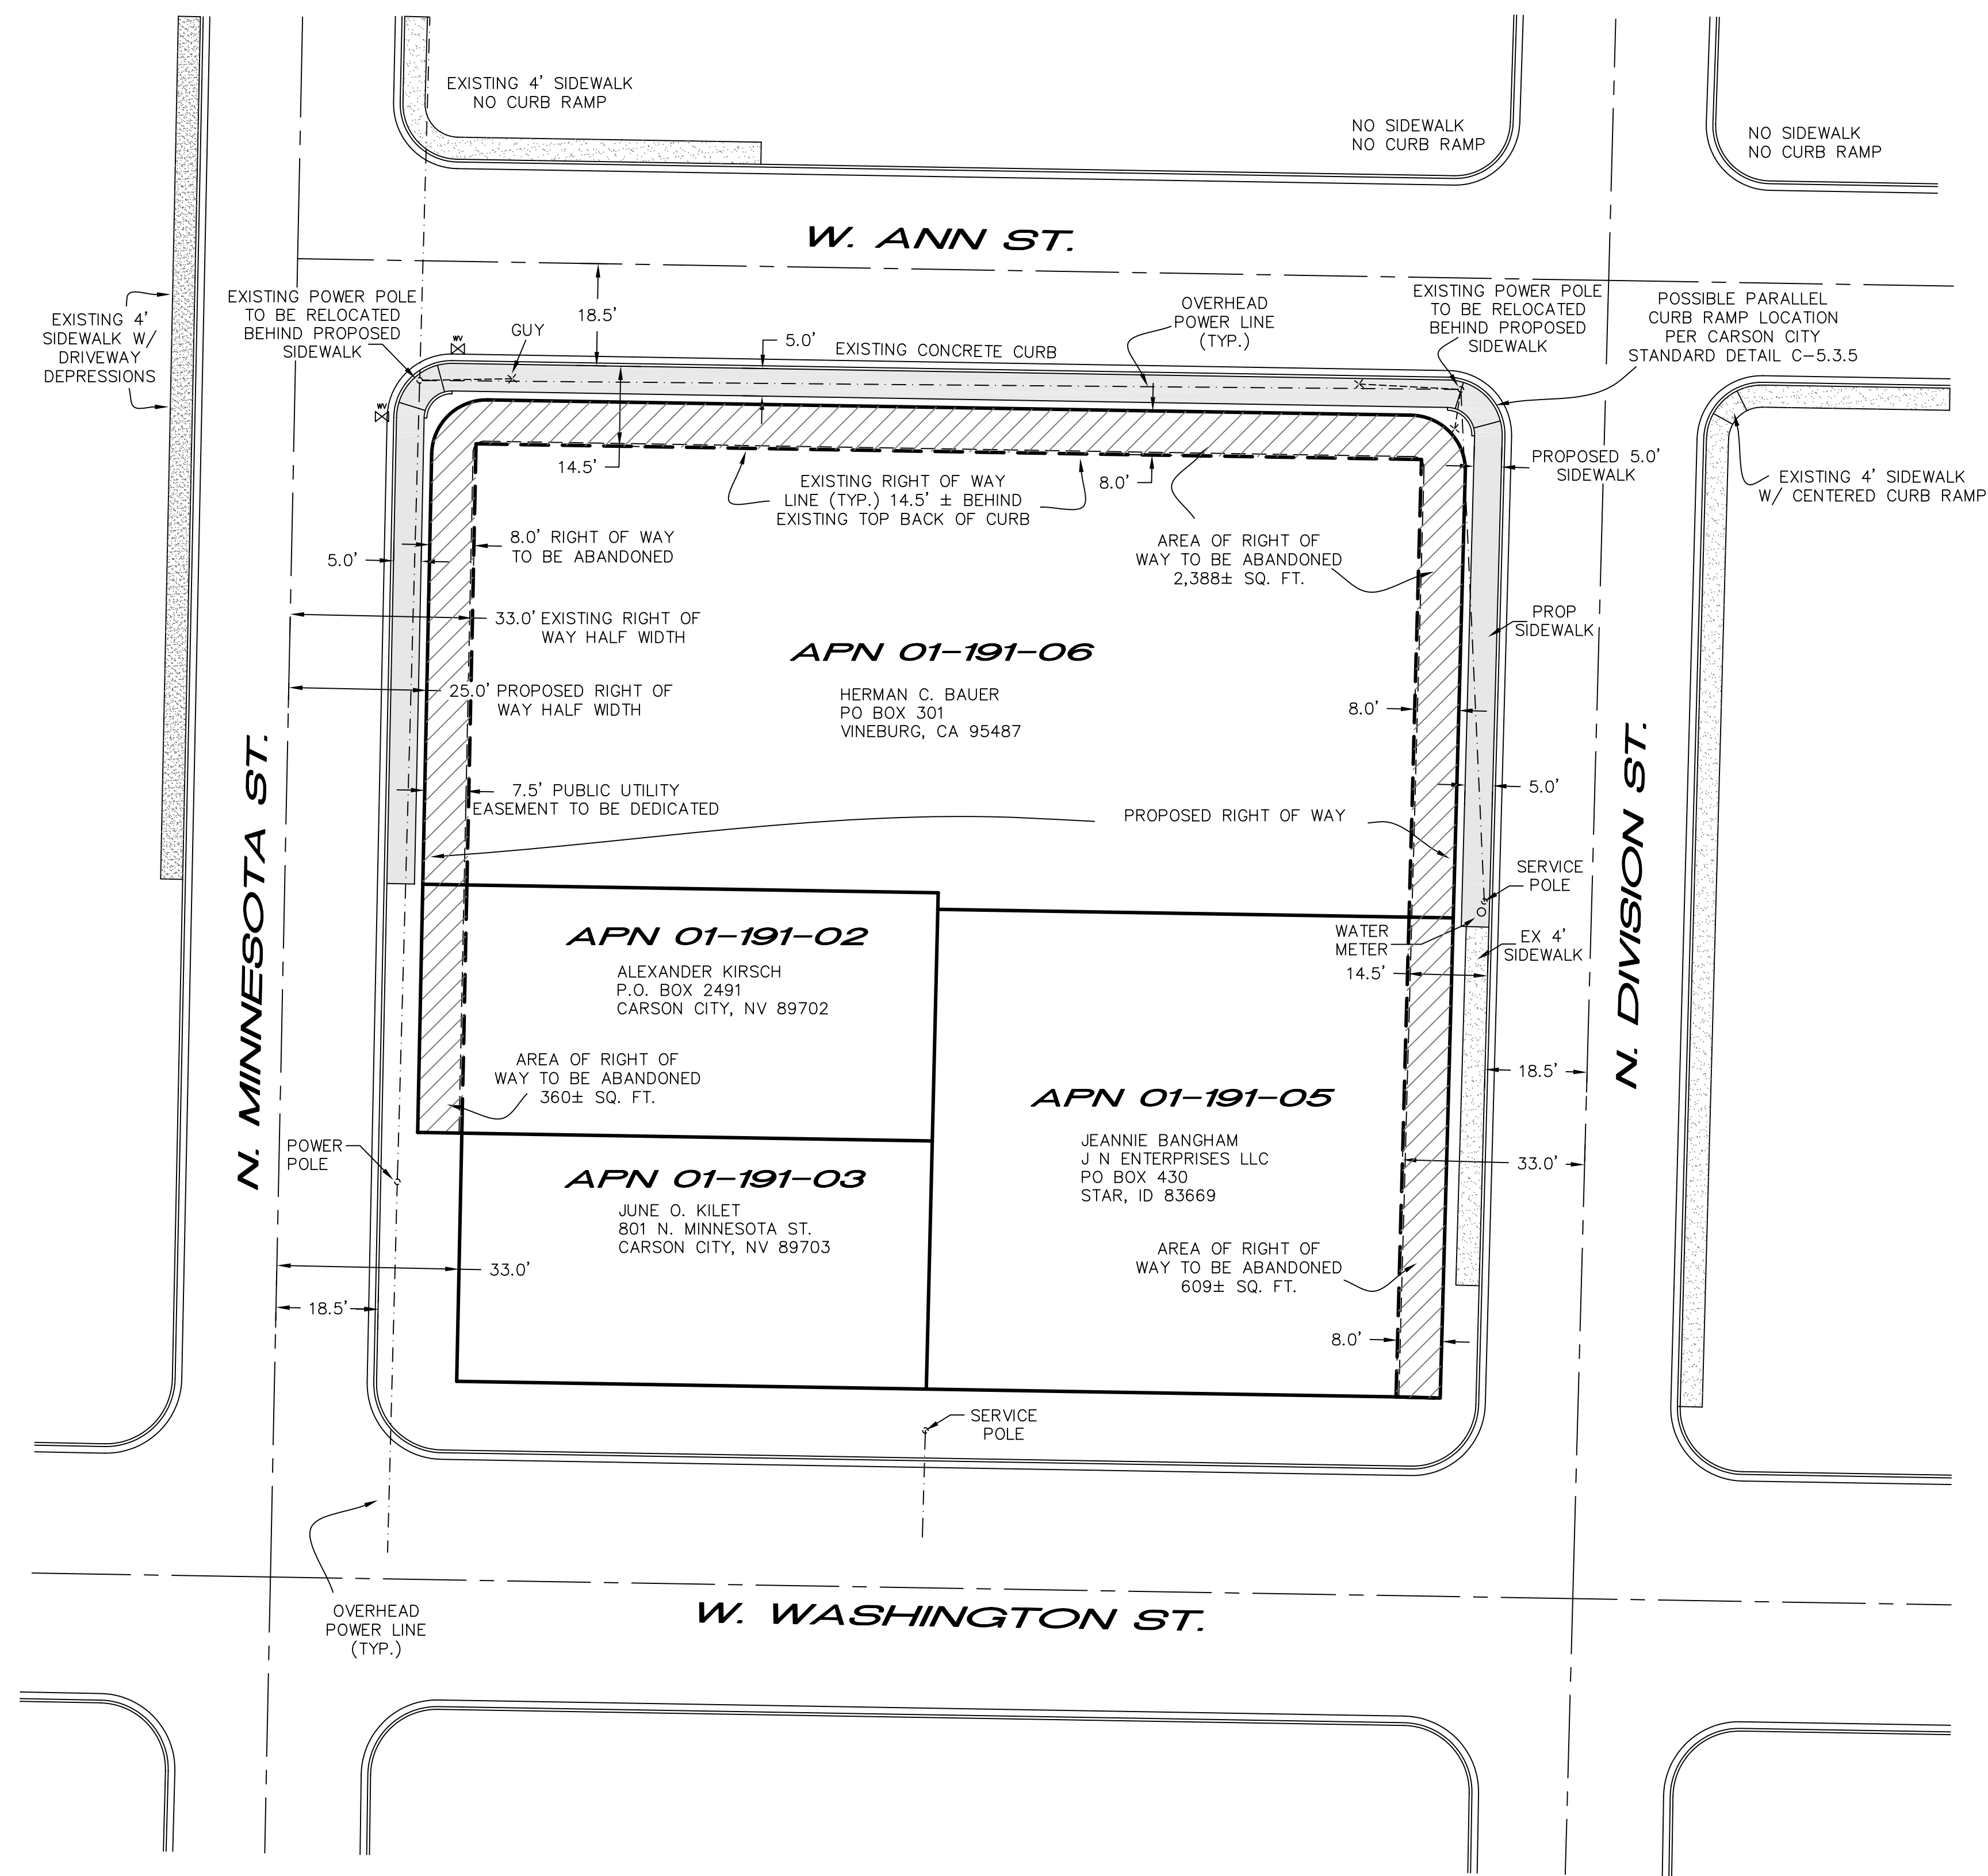 EXISTING 4' SIDEWALK
NO CURB RAMP
NO SIDEWALK
NO CURB RAMP
NO SIDEWALK
NO CURB RAMP
W. ANN ST.
EXISTING 4'
SIDEWALK W/
DRIVEWAY
DEPRESSIONS
EXISTING POWER POLE
TO BE RELOCATED
BEHIND PROPOSED
SIDEWALK
WV
WV
GUY
18.5'
5.0'
EXISTING CONCRETE CURB
OVERHEAD
POWER LINE
(TYP.)
EXISTING POWER POLE
TO BE RELOCATED
BEHIND PROPOSED
SIDEWALK
POSSIBLE PARALLEL
CURB RAMP LOCATION
PER CARSON CITY
STANDARD DETAIL C-5.3.5
14.5'
EXISTING RIGHT OF WAY
LINE (TYP.) 14.5' ± BEHIND
EXISTING TOP BACK OF CURB
8.0'
PROPOSED 5.0'
SIDEWALK
EXISTING 4' SIDEWALK
W/ CENTERED CURB RAMP
5.0'
8.0' RIGHT OF WAY
TO BE ABANDONED
AREA OF RIGHT OF
WAY TO BE ABANDONED
2,388± SQ. FT.
33.0' EXISTING RIGHT OF
WAY HALF WIDTH
PROP
SIDEWALK
APN 01-191-06
HERMAN C. BAUER
PO BOX 301
VINEBURG, CA 95487
25.0' PROPOSED RIGHT OF
WAY HALF WIDTH
8.0'
7.5' PUBLIC UTILITY
EASEMENT TO BE DEDICATED
5.0'
PROPOSED RIGHT OF WAY
N. MINNESOTA ST.
N. DIVISION ST.
SERVICE
POLE
WATER
METER
EX 4'
SIDEWALK
14.5'
APN 01-191-02
ALEXANDER KIRSCH
P.O. BOX 2491
CARSON CITY, NV 89702
AREA OF RIGHT OF
WAY TO BE ABANDONED
360± SQ. FT.
18.5'
APN 01-191-05
JEANNIE BANGHAM
J N ENTERPRISES LLC
PO BOX 430
STAR, ID 83669
33.0'
POWER
POLE
APN 01-191-03
JUNE O. KILET
801 N. MINNESOTA ST.
CARSON CITY, NV 89703
AREA OF RIGHT OF
WAY TO BE ABANDONED
609± SQ. FT.
33.0'
18.5'
8.0'
SERVICE
POLE
OVERHEAD
POWER LINE
(TYP.)
W. WASHINGTON ST.